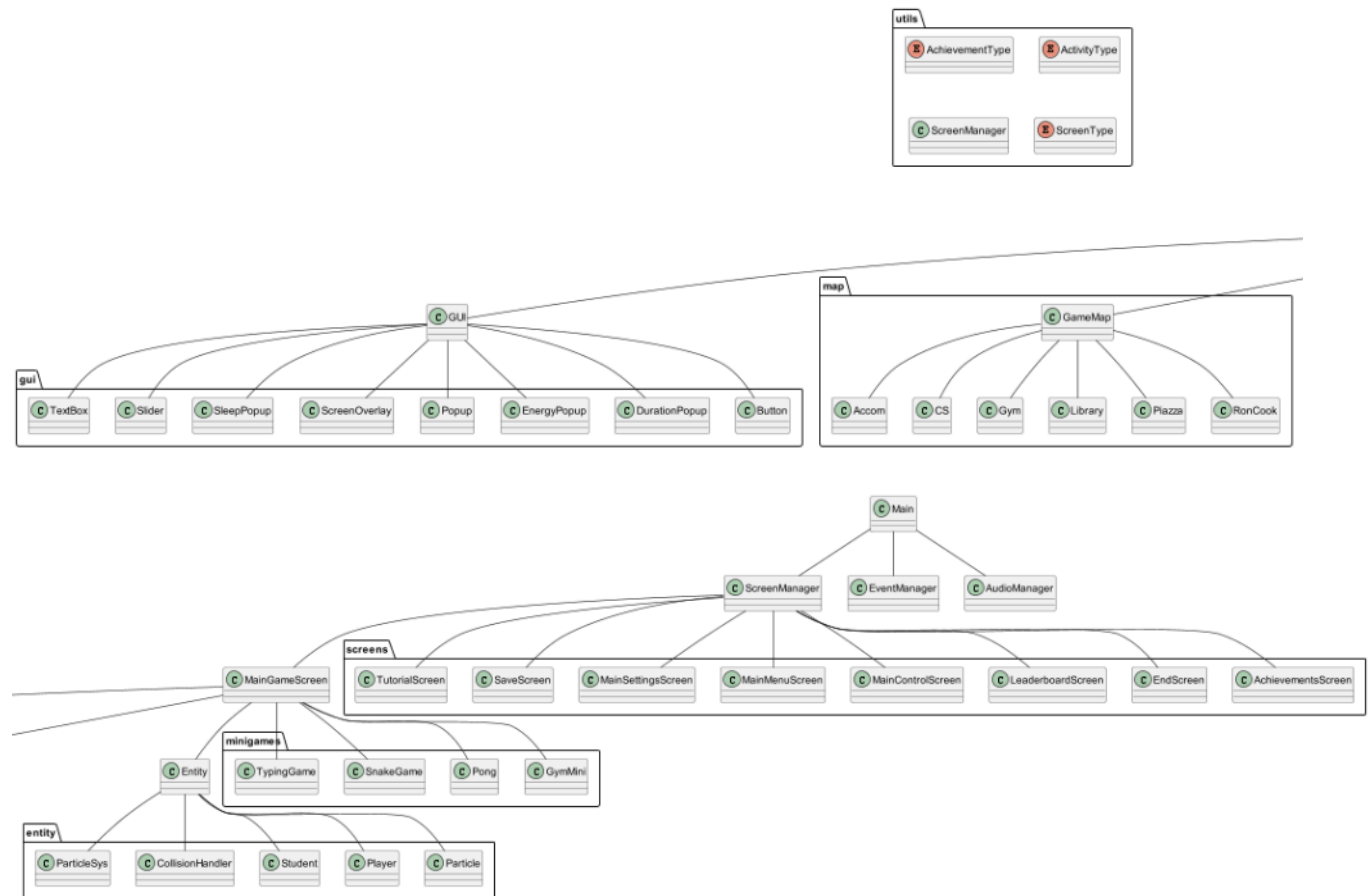 utils
E AchievementType
E ActivityType
C ScreenManager
E ScreenType
C GUI
map
C GameMap
gui
C TextBox
C Slider
C SleepPopup
C ScreenOverlay
C Popup
C EnergyPopup
C DurationPopup
C Button
C Accom
C CS
C Gym
C Library
C Piazza
C RonCook
C Main
C ScreenManager
C EventManager
C AudioManager
screens
C MainGameScreen
C TutorialScreen
C SaveScreen
C MainSettingsScreen
C MainMenuScreen
C MainControlScreen
C LeaderboardScreen
C EndScreen
C AchievementsScreen
minigames
C Entity
C TypingGame
C SnakeGame
C Pong
C GymMini
entity
C ParticleSys
C CollisionHandler
C Student
C Player
C Particle